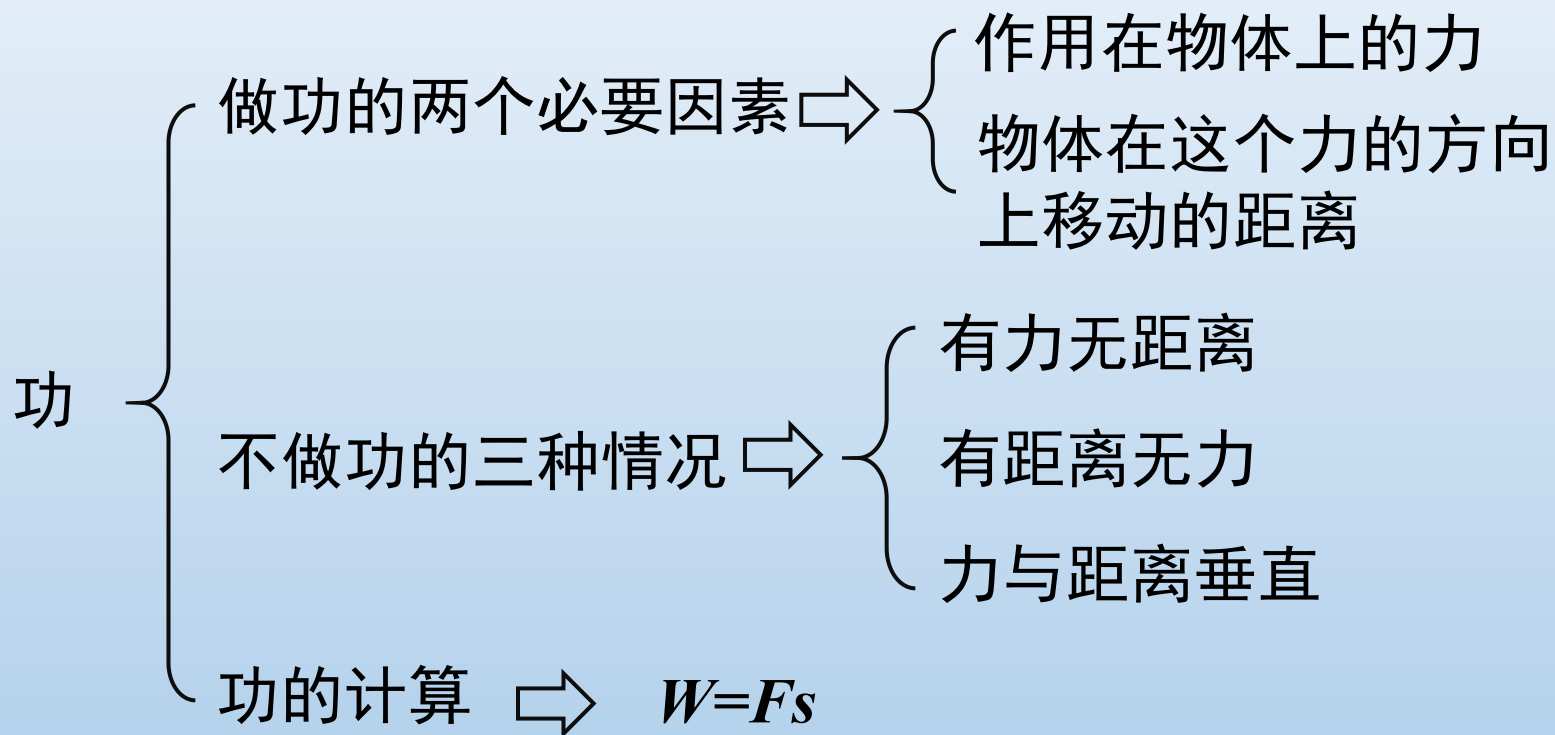 功
做功的两个必要因素
作用在物体上的力
物体在这个力的方向
上移动的距离
不做功的三种情况
有力无距离
有距离无力
力与距离垂直
功的计算
W=Fs